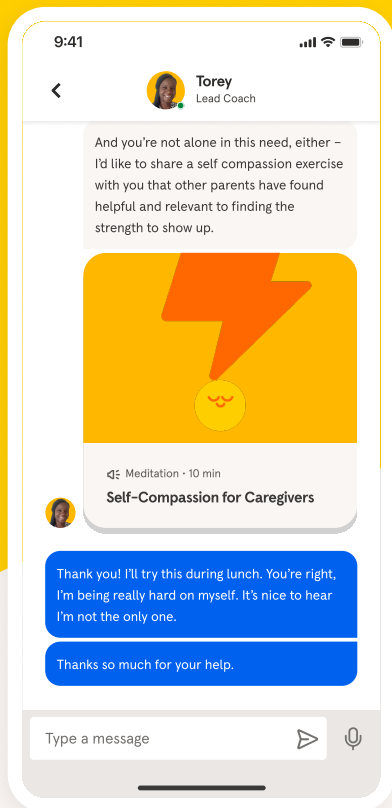 9:41
Torey
Lead Coach
And you’re not alone in this need, either –
I’d like to share a self compassion exercise
with you that other parents have found
helpful and relevant to finding the
strength to show up.
Meditation • 10 min
Self-Compassion for Caregivers
Thank you! I’ll try this during lunch. You’re right,
I’m being really hard on myself. It’s nice to hear
I’m not the only one.
Thanks so much for your help.
Type a message